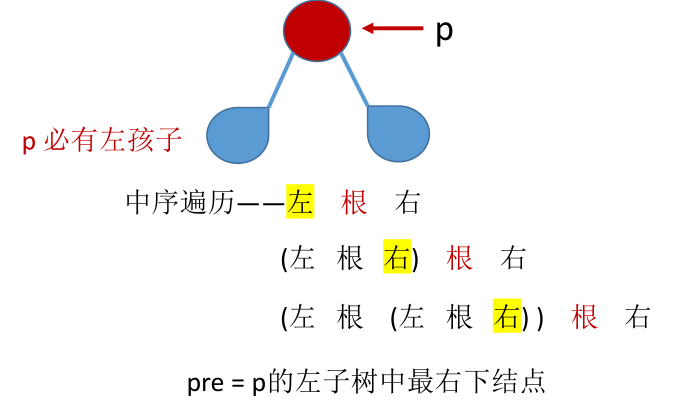 p
p 必有左孩子
中序遍历——左 根 右
(左 根 右) 根 右
(左 根 (左 根 右) ) 根 右
pre = p的左子树中最右下结点